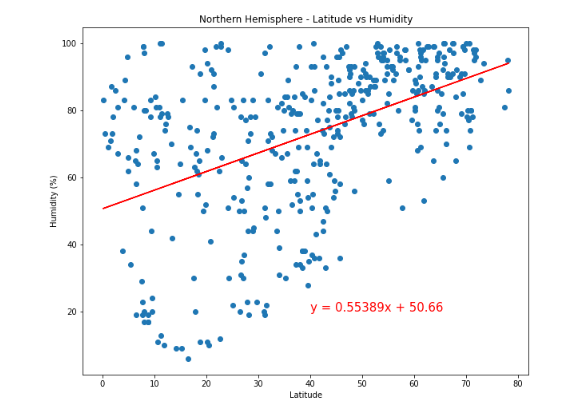 Northern Hemisphere - Latitude vs Humidity
100
80
60
40
20
Humidity (%)
y = 0.55389x + 50.66
0 10 20 30 40 50 60 70 80
Latitude